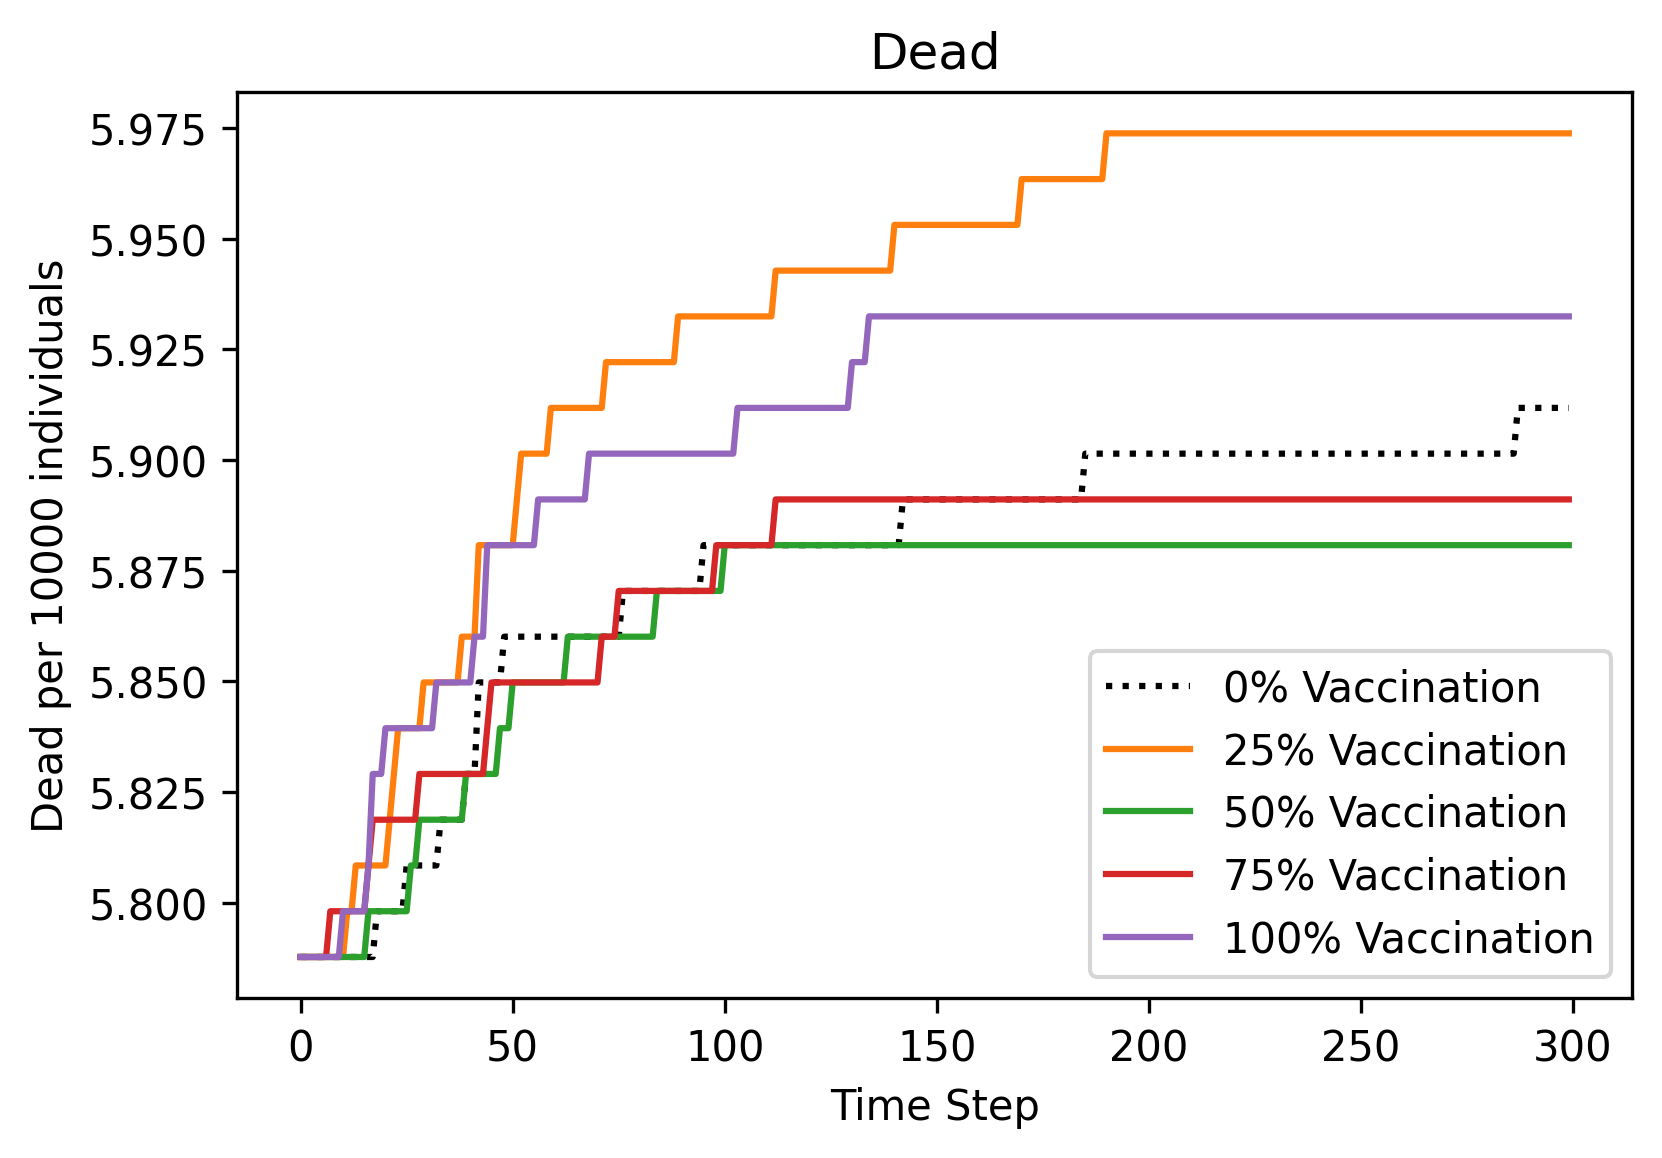 Dead
Dead per 10000 individuals
5.975
5.950
5.925
5.900
5.875
5.850
5.825
5.800
0% Vaccination
25% Vaccination
50% Vaccination
75% Vaccination
100% Vaccination
0 50 100 150 200 250 300
Time Step